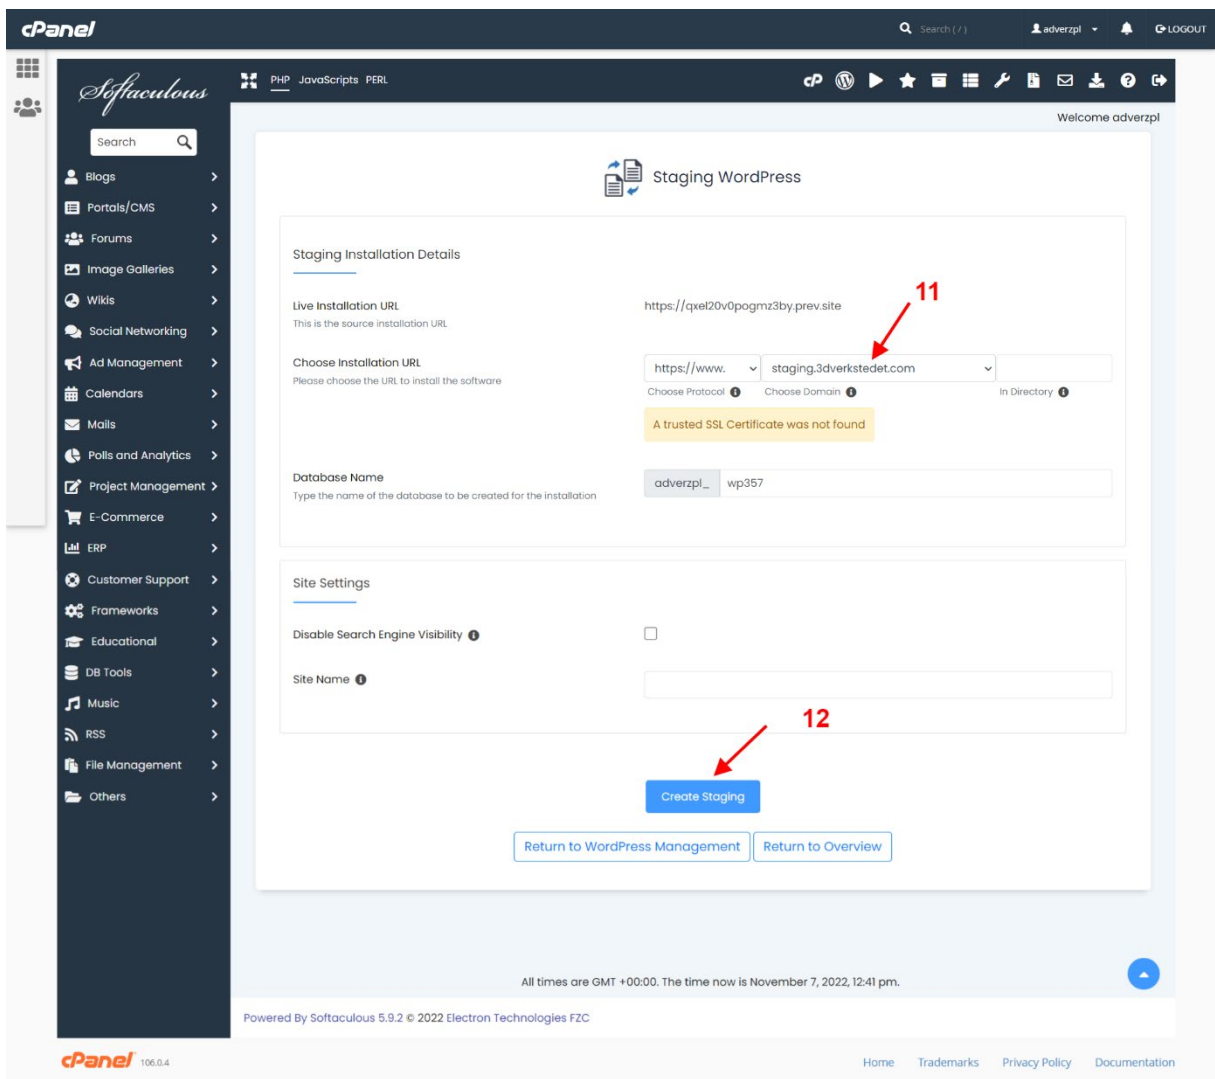 cPanel
Search ( / )
adverzpl
LOGOUT
Softaculous
PHP JavaScripts PERL
cP
Welcome adverzpl
Search
Blogs
Portals/CMS
Forums
Image Galleries
Wikis
Social Networking
Ad Management
Calendars
Mails
Polls and Analytics
Project Management
E-Commerce
ERP
Customer Support
Frameworks
Educational
DB Tools
Music
RSS
File Management
Others
Staging WordPress
Staging Installation Details
Live Installation URL
This is the source installation URL
https://qxel20v0pogmz3by.prev.site
11
Choose Installation URL
Please choose the URL to install the software
https://www. staging.3dverkstedet.com
Choose Protocol Choose Domain In Directory
A trusted SSL Certificate was not found
Database Name
Type the name of the database to be created for the installation
adverzpl_ wp357
Site Settings
Disable Search Engine Visibility
Site Name
12
Create Staging
Return to WordPress Management Return to Overview
All times are GMT +00:00. The time now is November 7, 2022, 12:41 pm.
Powered By Softaculous 5.9.2 © 2022 Electron Technologies FZC
cPanel 106.0.4
Home Trademarks Privacy Policy Documentation